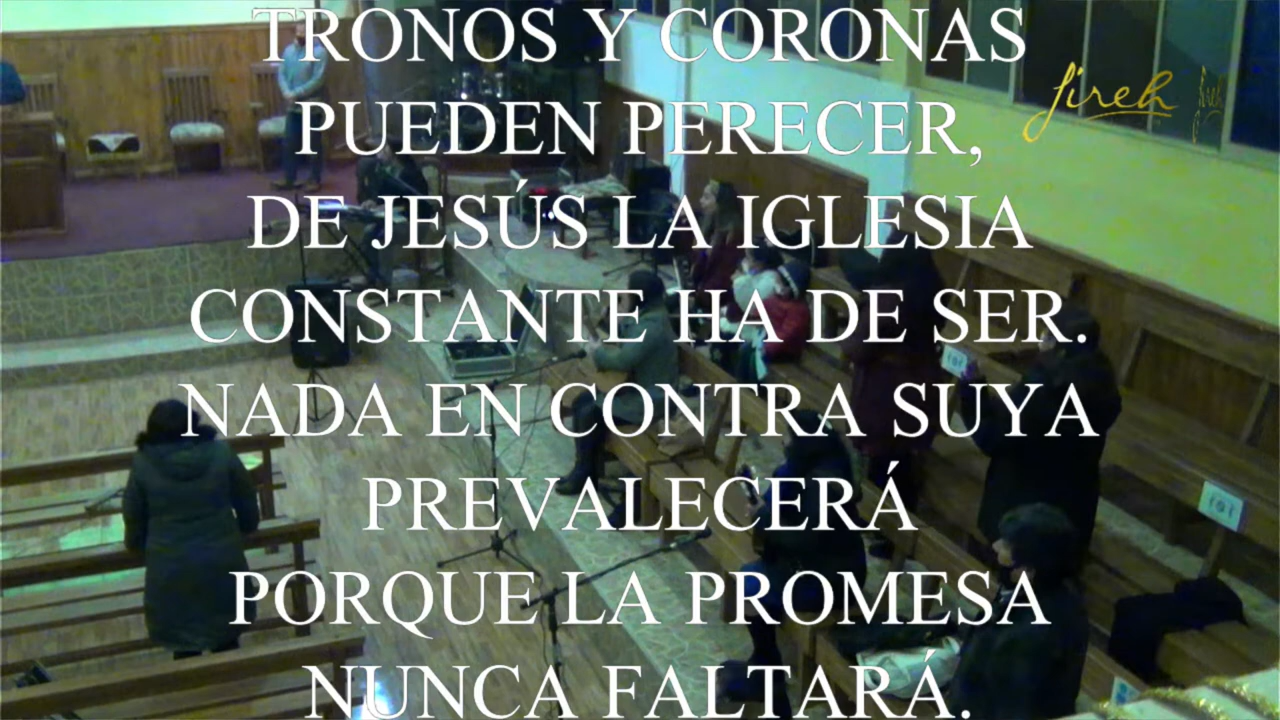 TRONOS Y CORONAS
PUEDEN PERECER,
Jireh
DE JESÚS LA IGLESIA
CONSTANTE HA DE SER.
NADA EN CONTRA SUYA
PREVALECERÁ
PORQUE LA PROMESA
NUNCA FALTARÁ.